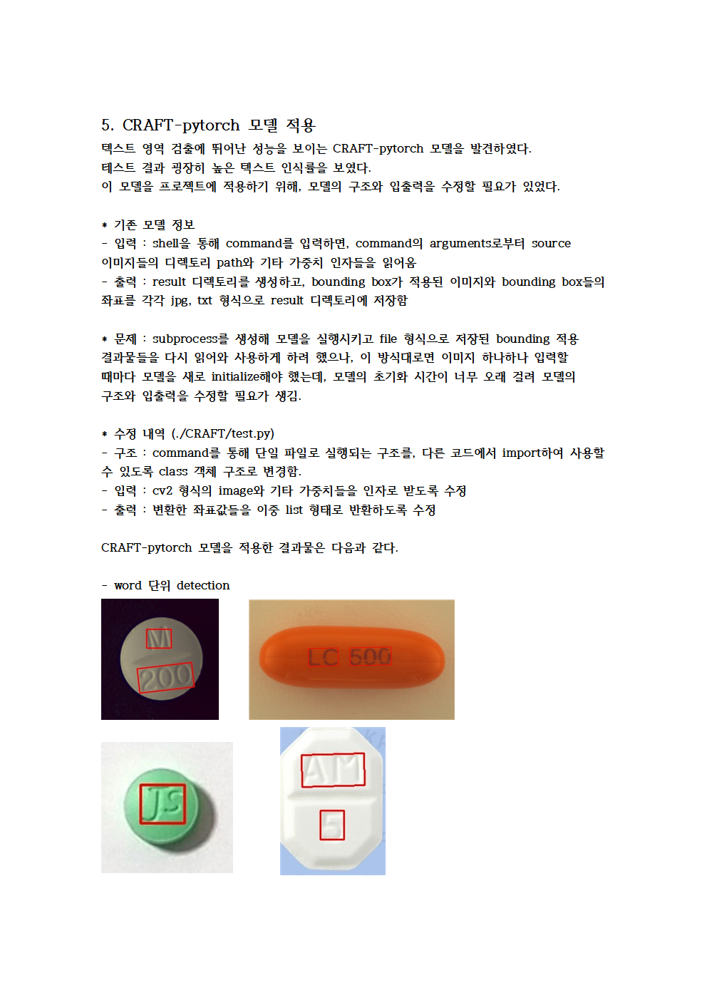 5. CRAFT-pytorch 모델 적용
텍스트 영역 검출에 뛰어난 성능을 보이는 CRAFT-pytorch 모델을 발견하였다.
테스트 결과 굉장히 높은 텍스트 인식률을 보였다.
이 모델을 프로젝트에 적용하기 위해, 모델의 구조와 입출력을 수정할 필요가 있었다.
* 기존 모델 정보
- 입력 : shell을 통해 command를 입력하면, command의 arguments로부터 source
이미지들의 디렉토리 path와 기타 가중치 인자들을 읽어옴
- 출력 : result 디렉토리를 생성하고, bounding box가 적용된 이미지와 bounding box들의
좌표를 각각 jpg, txt 형식으로 result 디렉토리에 저장함
* 문제 : subprocess를 생성해 모델을 실행시키고 file 형식으로 저장된 bounding 적용
결과물들을 다시 읽어와 사용하게 하려 했으나, 이 방식대로면 이미지 하나하나 입력할
때마다 모델을 새로 initialize해야 했는데, 모델의 초기화 시간이 너무 오래 걸려 모델의
구조와 입출력을 수정할 필요가 생김.
* 수정 내역 (./CRAFT/test.py)
- 구조 : command를 통해 단일 파일로 실행되는 구조를, 다른 코드에서 import하여 사용할
수 있도록 class 객체 구조로 변경함.
- 입력 : cv2 형식의 image와 기타 가중치들을 인자로 받도록 수정
- 출력 : 변환한 좌표값들을 이중 list 형태로 반환하도록 수정
CRAFT-pytorch 모델을 적용한 결과물은 다음과 같다.
- word 단위 detection
M
200
LC 500
JS
AM
5